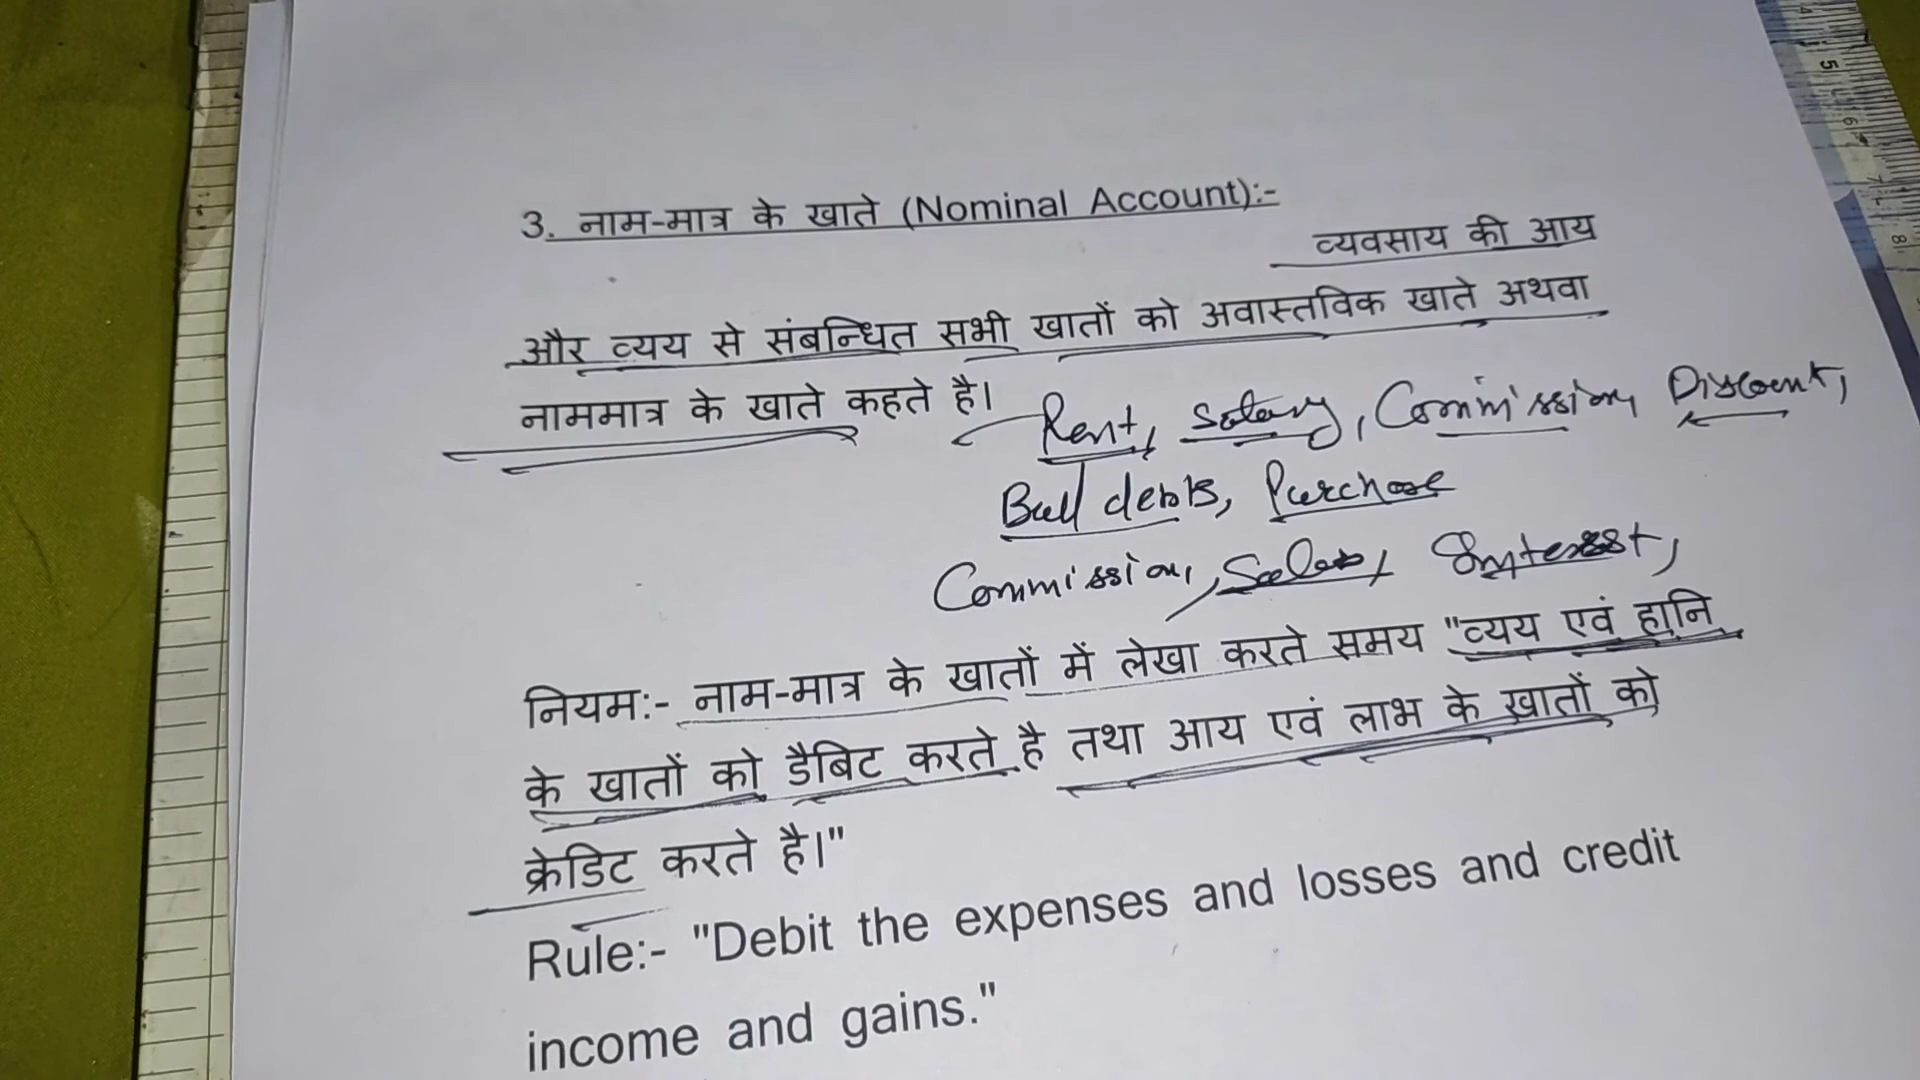 3. नाम-मात्र के खाते (Nominal Account):-
व्यवसाय की आय
और व्यय से संबन्धित सभी खातों को अवास्तविक खाते अथवा
नाममात्र के खाते कहते है।
Rent, Salary, Commission, Discount,
Bad debts, Purchase
Commission, Sales, Interest,
नियम:- नाम-मात्र के खातों में लेखा करते समय "व्यय एवं हानि
के खातों को डैबिट करते है तथा आय एवं लाभ के खातों को
क्रेडिट करते है।"
Rule:- "Debit the expenses and losses and credit
income and gains."